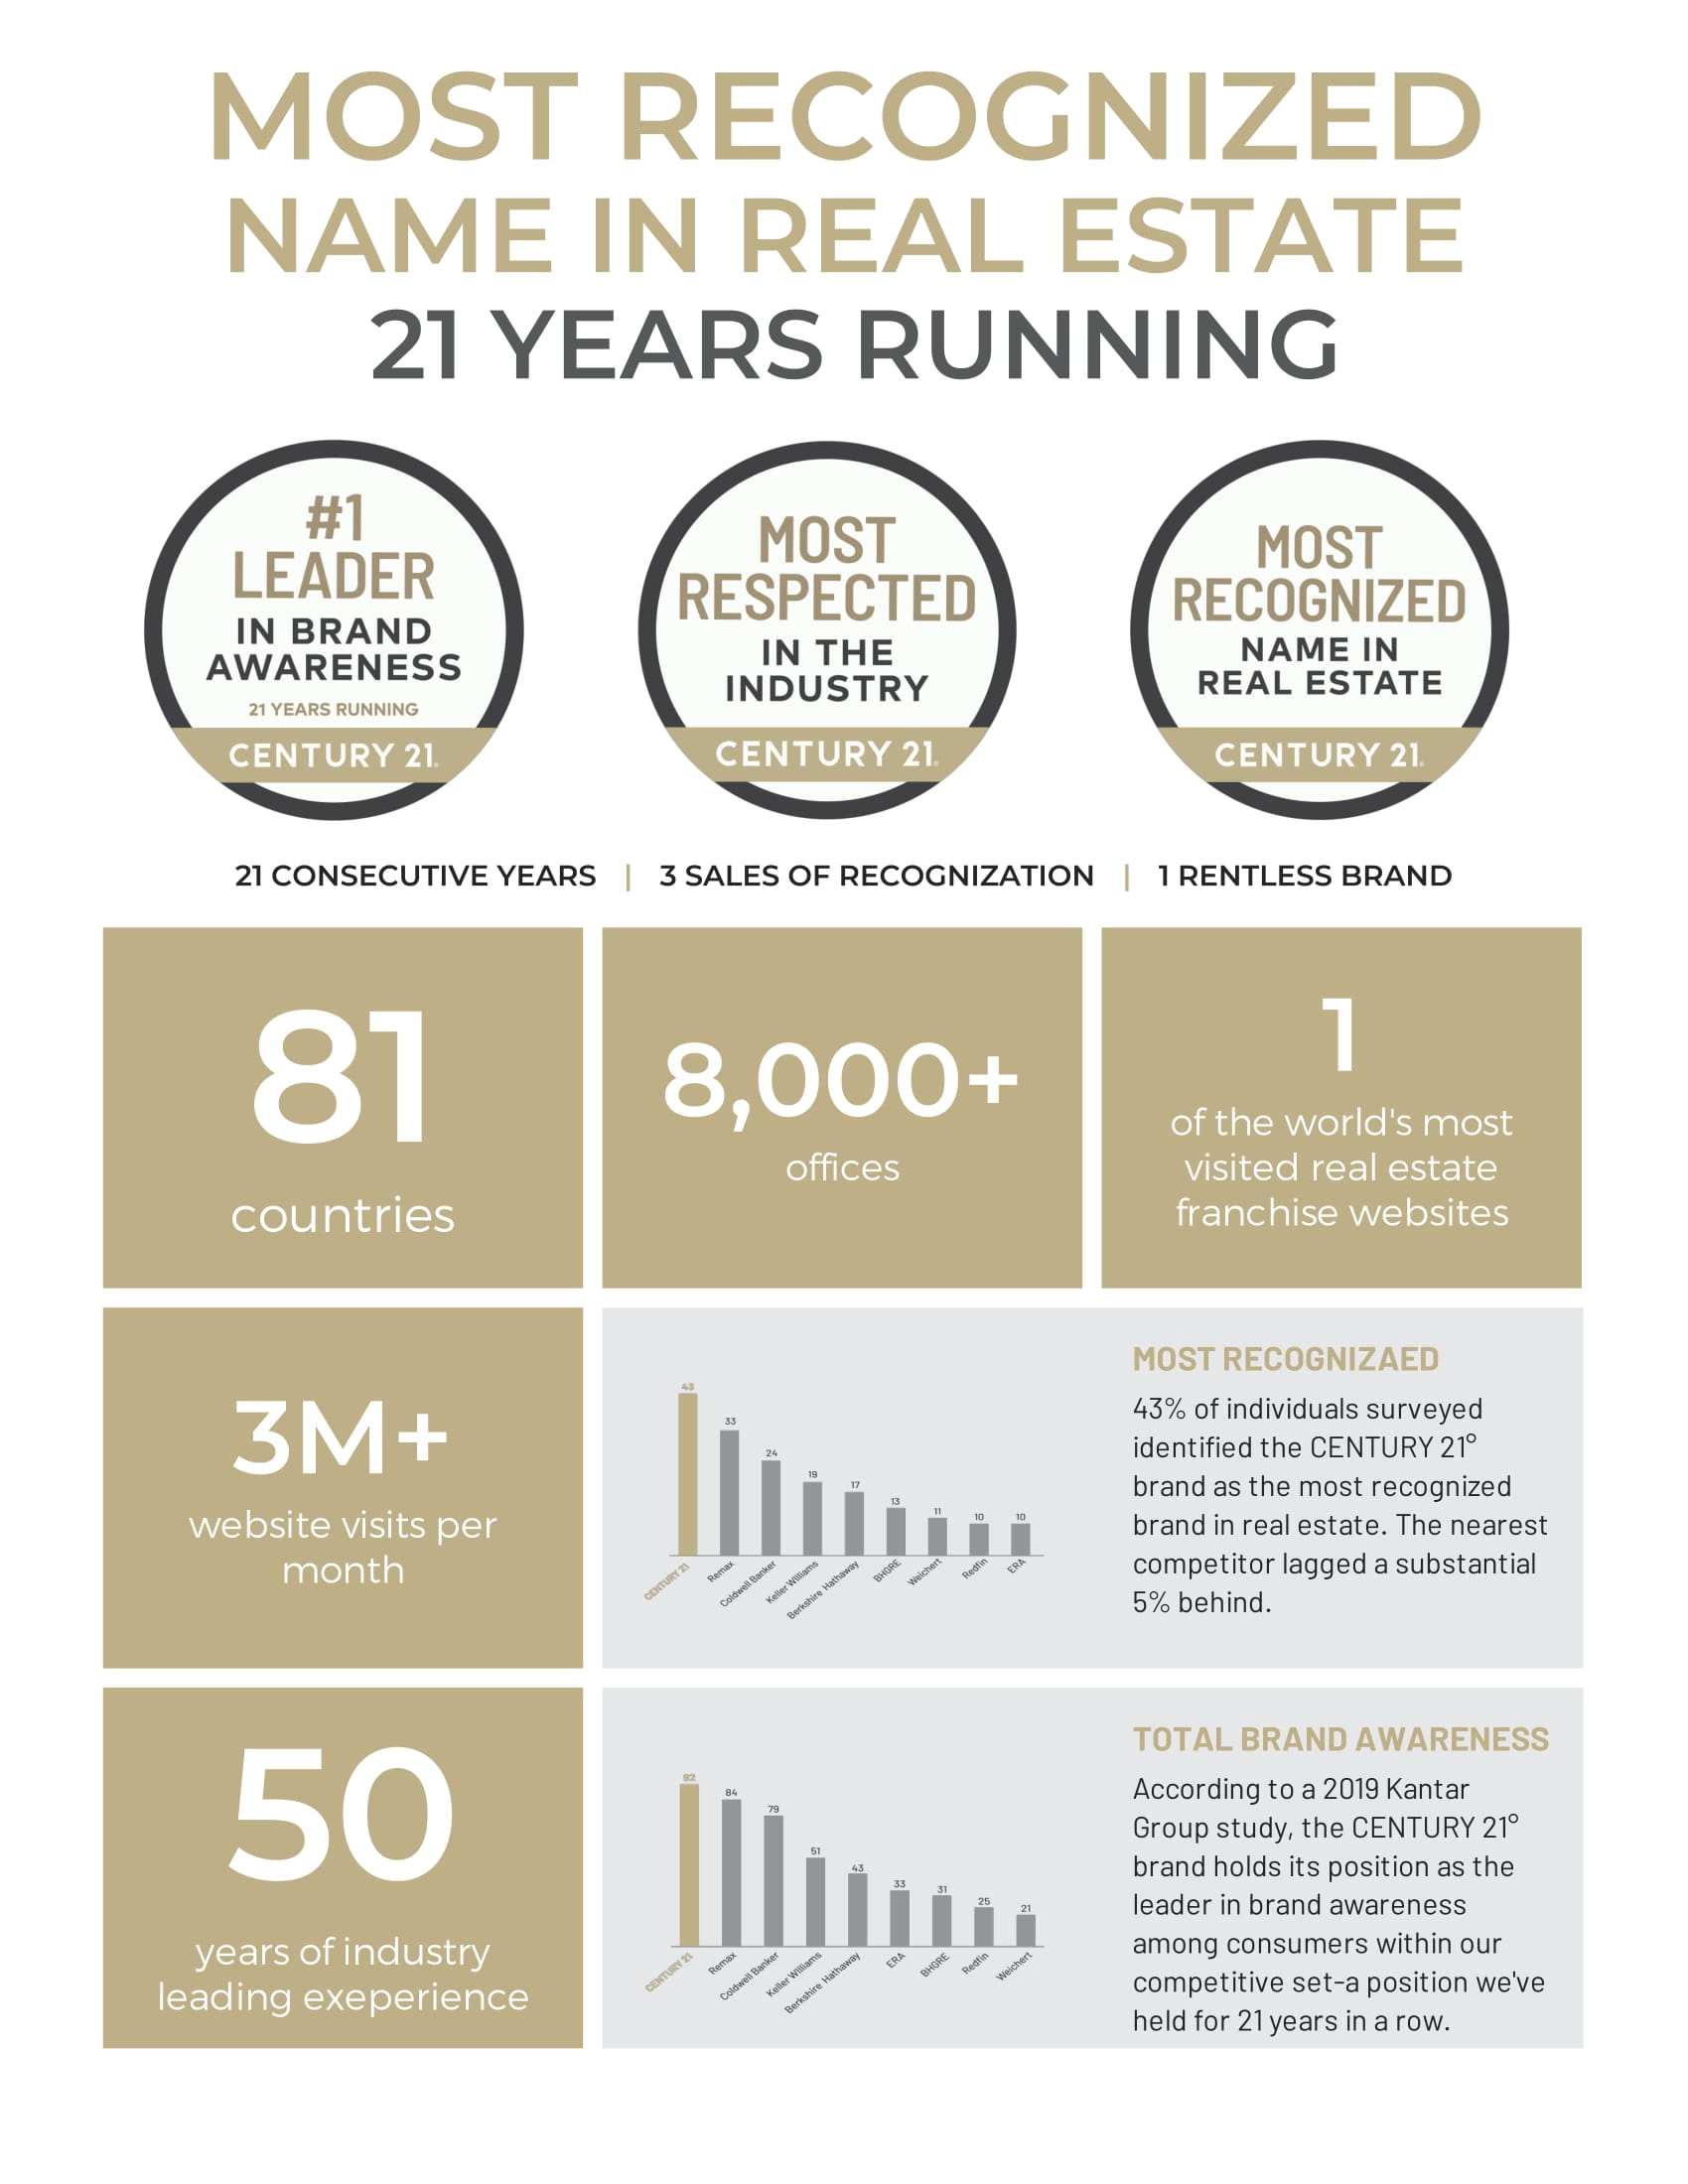 MOST RECOGNIZED
NAME IN REAL ESTATE
21 YEARS RUNNING
#1
LEADER
IN BRAND
AWARENESS
21 YEARS RUNNING
CENTURY 21®
MOST
RESPECTED
IN THE
INDUSTRY
CENTURY 21®
MOST
RECOGNIZED
NAME IN
REAL ESTATE
CENTURY 21®
21 CONSECUTIVE YEARS | 3 SALES OF RECOGNIZATION | 1 RENTLESS BRAND
81
countries
8,000+
offices
1
of the world's most
visited real estate
franchise websites
3M+
website visits per
month
43
33
24
19
17
13
11
10
10
CENTURY 21
Remax
Coldwell Banker
Keller Williams
Berkshire Hathaway
BHGRE
Weichert
Redfin
ERA
MOST RECOGNIZAED
43% of individuals surveyed
identified the CENTURY 21°
brand as the most recognized
brand in real estate. The nearest
competitor lagged a substantial
5% behind.
50
years of industry
leading exeperience
92
84
79
51
43
33
31
25
21
CENTURY 21
Remax
Coldwell Banker
Keller Williams
Berkshire Hathaway
ERA
BHGRE
Redfin
Weichert
TOTAL BRAND AWARENESS
According to a 2019 Kantar
Group study, the CENTURY 21°
brand holds its position as the
leader in brand awareness
among consumers within our
competitive set-a position we've
held for 21 years in a row.